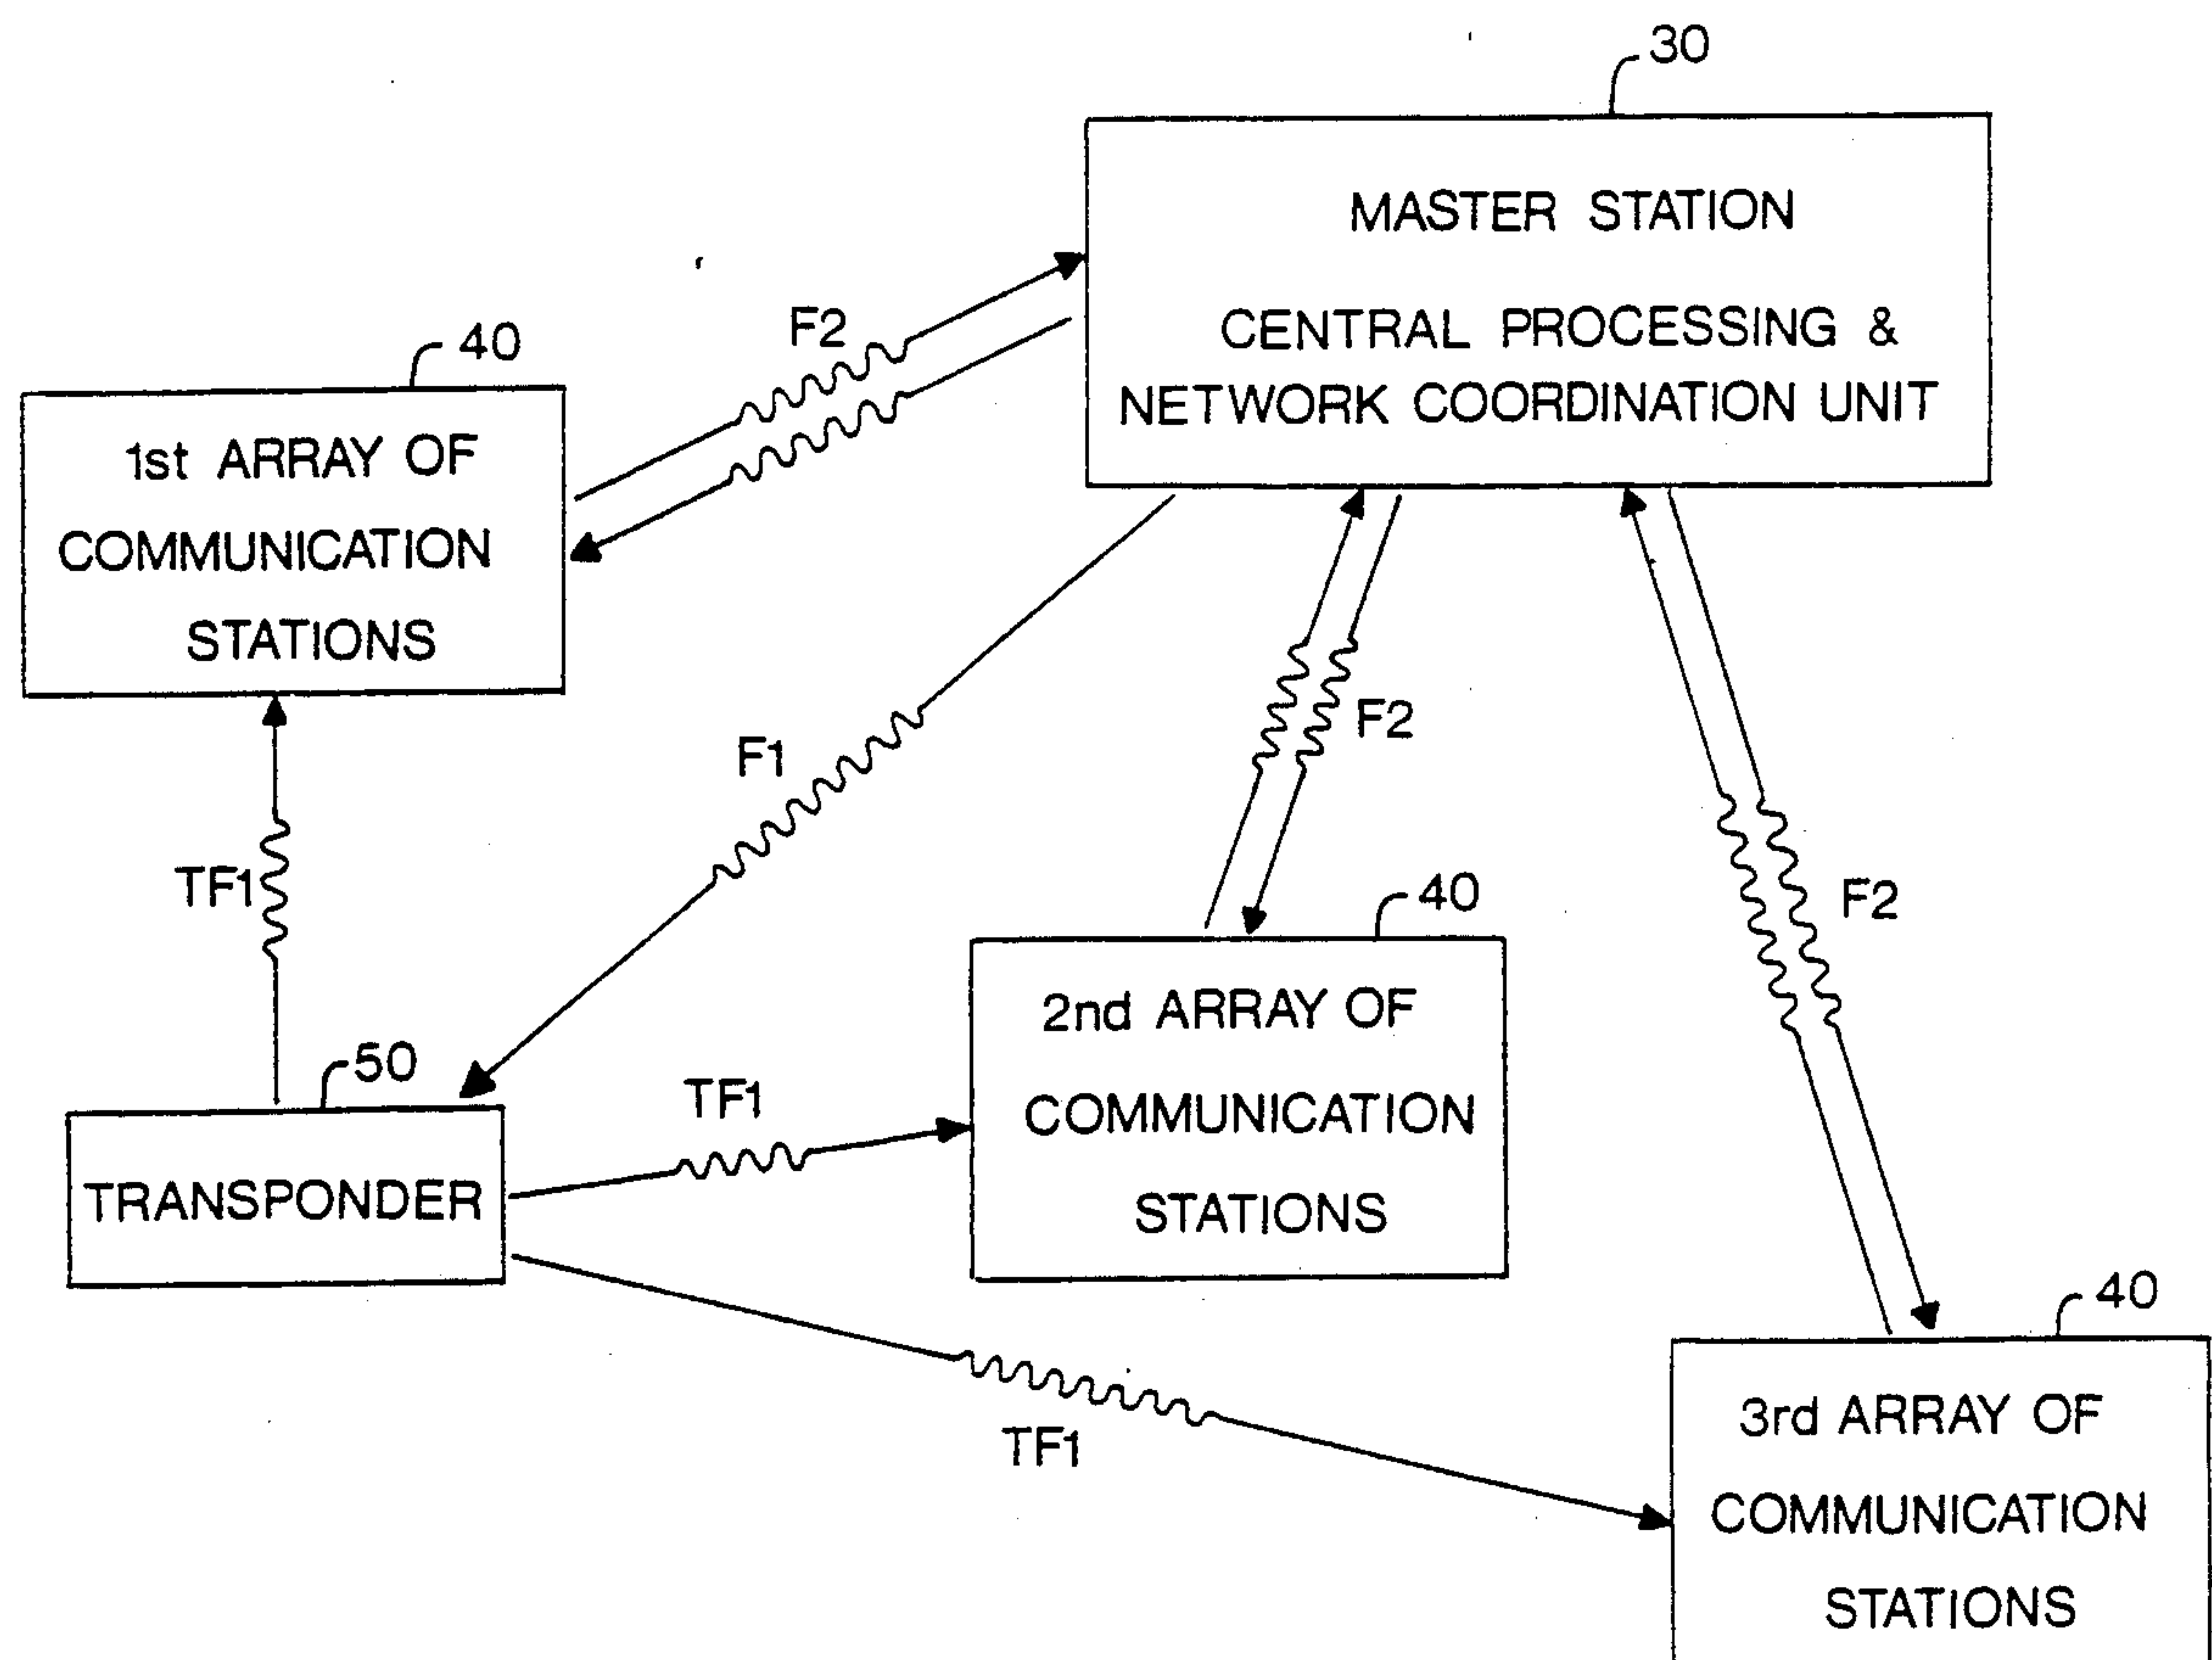 30
MASTER STATION
CENTRAL PROCESSING &
NETWORK COORDINATION UNIT
F2
40
1st ARRAY OF
COMMUNICATION
STATIONS
F1
F2
TF1
F2
40
2nd ARRAY OF
COMMUNICATION
STATIONS
50
TRANSPONDER
TF1
TF1
40
3rd ARRAY OF
COMMUNICATION
STATIONS